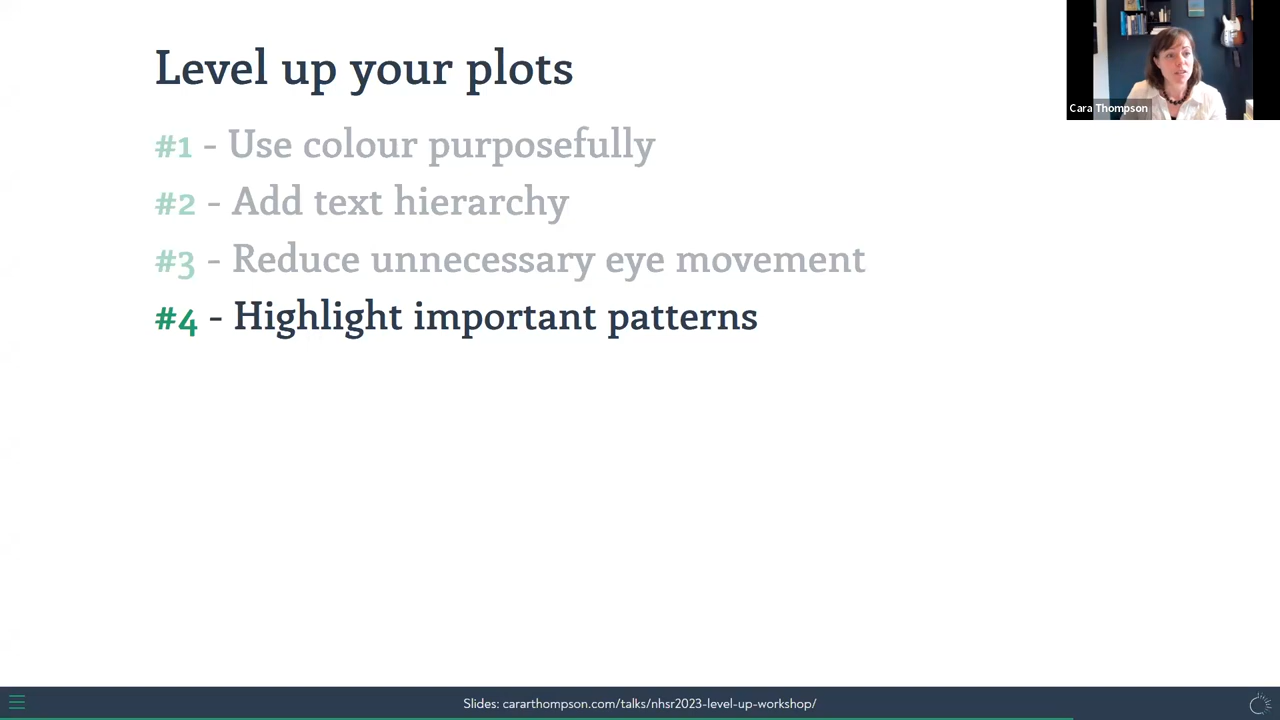 Level up your plots
#1 - Use colour purposefully
#2 - Add text hierarchy
#3 - Reduce unnecessary eye movement
#4 - Highlight important patterns
Cara Thompson
Slides: cararthompson.com/talks/nhsr2023-level-up-workshop/